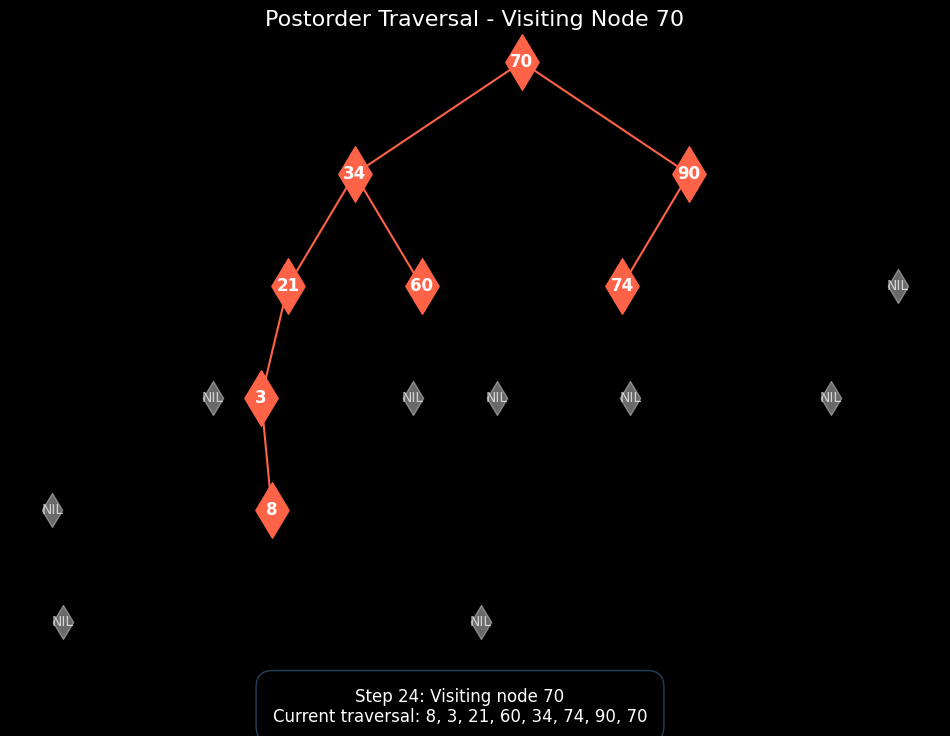 Postorder Traversal - Visiting Node 70
70
34
90
21
60
74
NIL
NIL
3
NIL
NIL
NIL
NIL
NIL
8
NIL
NIL
Step 24: Visiting node 70
Current traversal: 8, 3, 21, 60, 34, 74, 90, 70